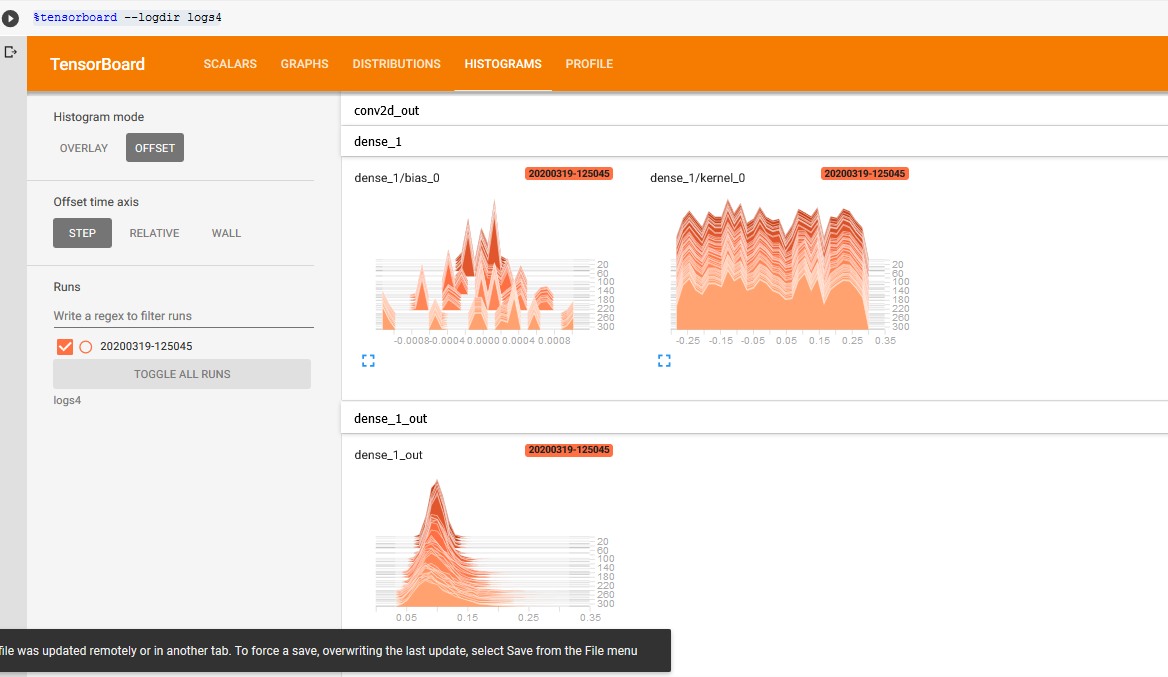 %tensorboard --logdir logs4
TensorBoard
SCALARS GRAPHS DISTRIBUTIONS HISTOGRAMS PROFILE
Histogram mode
OVERLAY OFFSET
Offset time axis
STEP RELATIVE WALL
Runs
Write a regex to filter runs
20200319-125045
TOGGLE ALL RUNS
logs4
conv2d_out
dense_1
dense_1/bias_0
20200319-125045
20
60
100
140
180
220
260
300
-0.0008 -0.0004 0.0000 0.0004 0.0008
dense_1/kernel_0
20200319-125045
20
60
100
140
180
220
260
300
-0.25 -0.15 -0.05 0.05 0.15 0.25 0.35
dense_1_out
dense_1_out
20200319-125045
20
60
100
140
180
220
260
300
0.05 0.15 0.25 0.35
file was updated remotely or in another tab. To force a save, overwriting the last update, select Save from the File menu